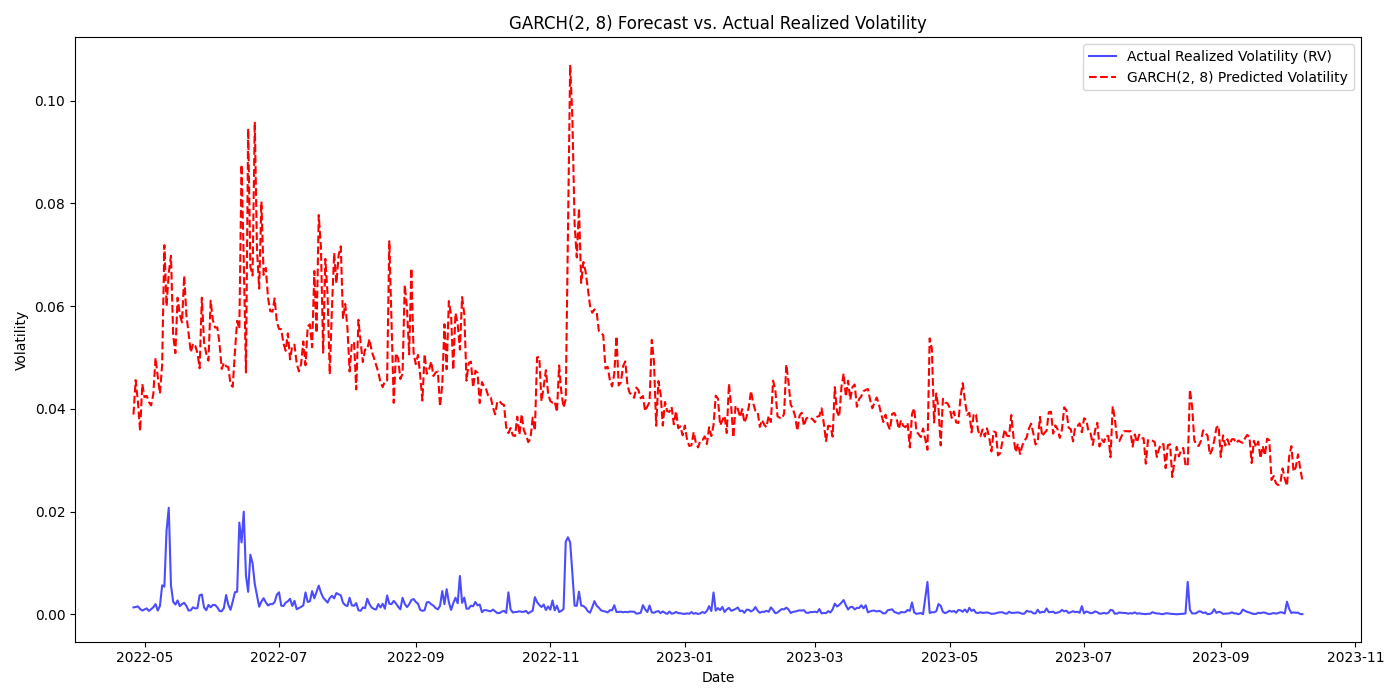 GARCH(2, 8) Forecast vs. Actual Realized Volatility
Actual Realized Volatility (RV)
GARCH(2, 8) Predicted Volatility
Volatility
0.10
0.08
0.06
0.04
0.02
0.00
2022-05 2022-07 2022-09 2022-11 2023-01 2023-03 2023-05 2023-07 2023-09 2023-11
Date